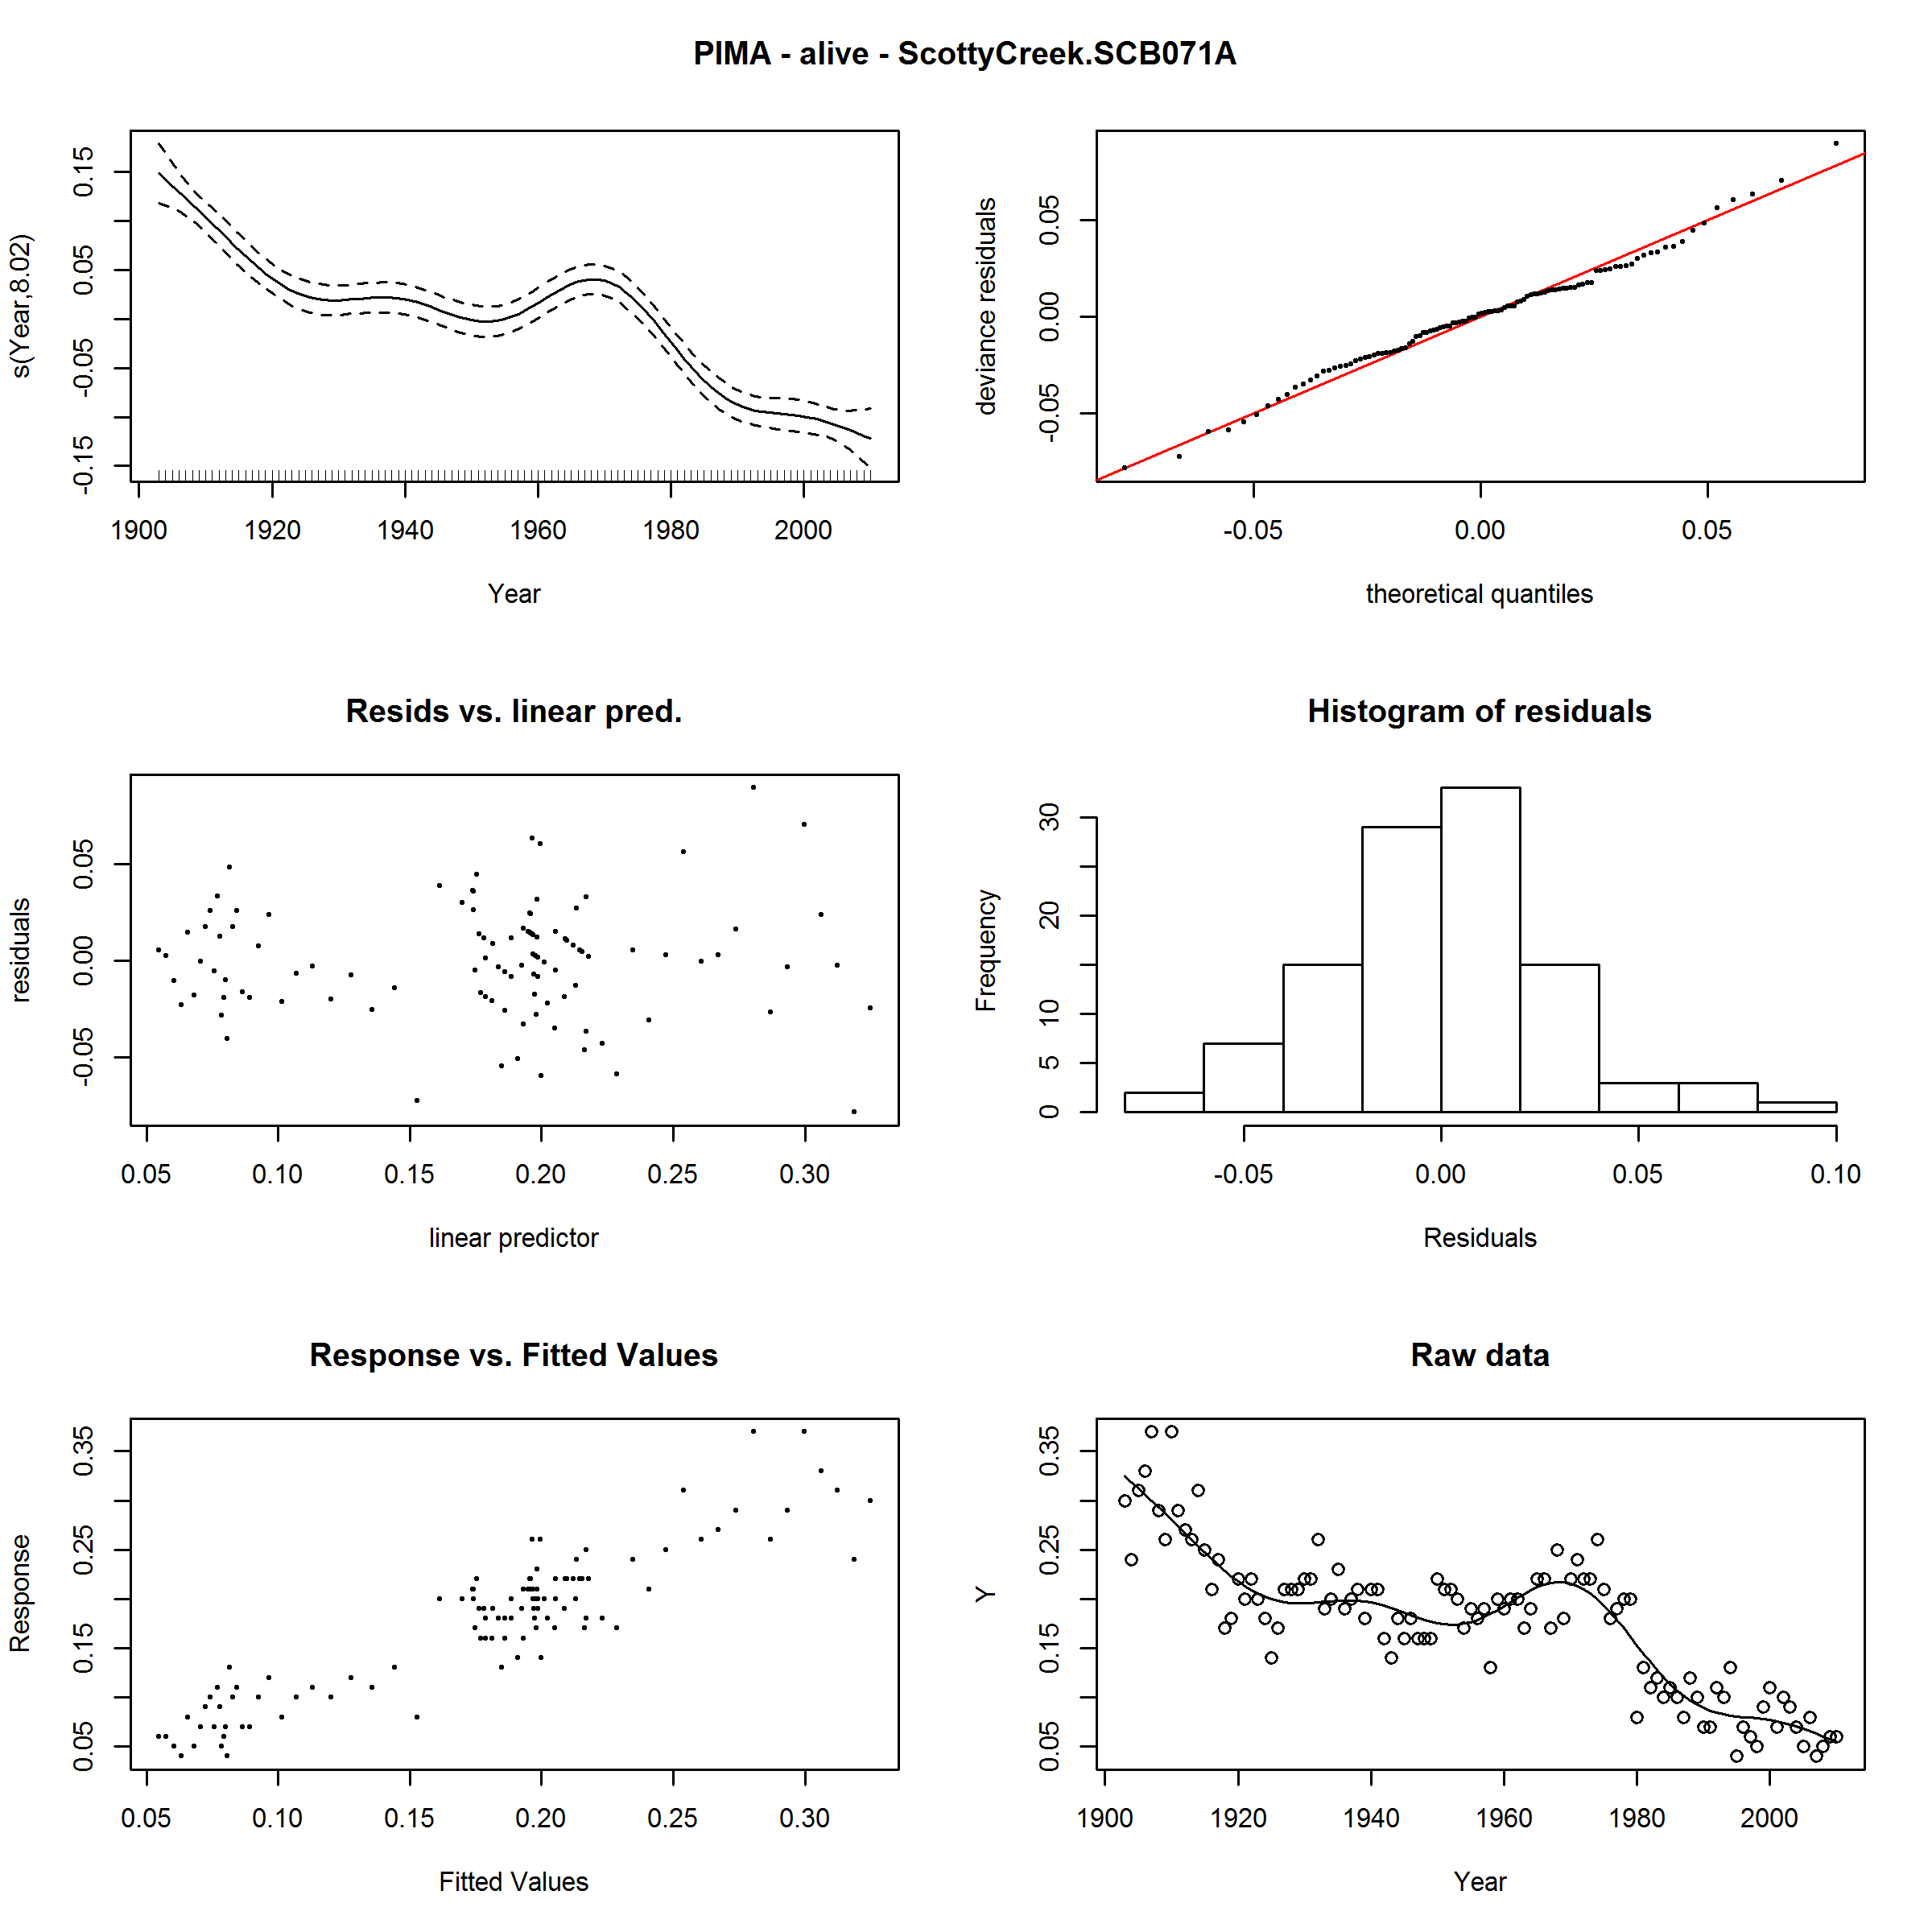 PIMA - alive - ScottyCreek.SCB071A
s(Year,8.02)
-0.15 -0.05 0.05 0.15
1900 1920 1940 1960 1980 2000
Year
deviance residuals
-0.05 0.00 0.05
-0.05 0.00 0.05
theoretical quantiles
Resids vs. linear pred.
residuals
-0.05 0.00 0.05
0.05 0.10 0.15 0.20 0.25 0.30
linear predictor
Histogram of residuals
Frequency
0 5 10 20 30
-0.05 0.00 0.05 0.10
Residuals
Response vs. Fitted Values
Response
0.05 0.15 0.25 0.35
0.05 0.10 0.15 0.20 0.25 0.30
Fitted Values
Raw data
Y
0.05 0.15 0.25 0.35
1900 1920 1940 1960 1980 2000
Year